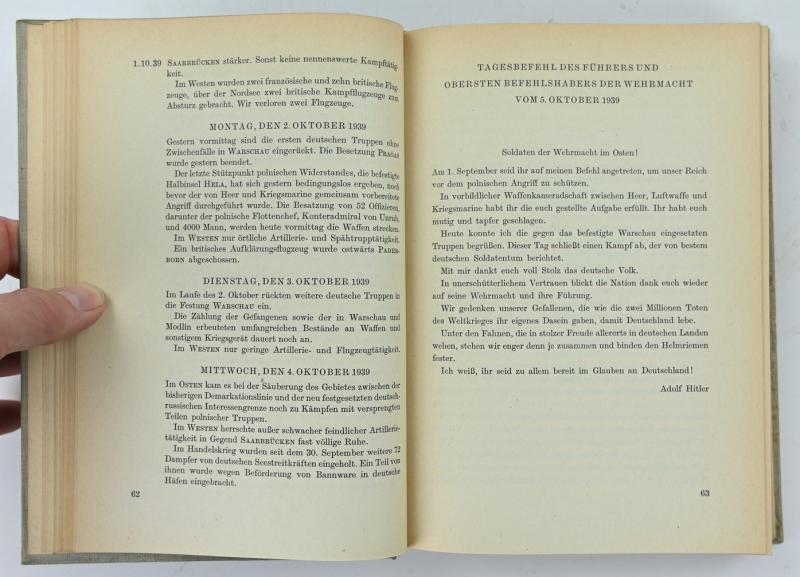 1.10.39 SAARBRÜCKEN stärker. Sonst keine nennenswerte Kampftätig-
keit.
Im Westen wurden zwei französische und zehn britische Flug-
zeuge, über der Nordsee zwei britische Kampfflugzeuge zum
Absturz gebracht. Wir verloren zwei Flugzeuge.
MONTAG, DEN 2. OKTOBER 1939
Gestern vormittag sind die ersten deutschen Truppen ohne
Zwischenfälle in WARSCHAU eingerückt. Die Besetzung PRAGAS
wurde gestern beendet.
Der letzte Stützpunkt polnischen Widerstandes, die befestigte
Halbinsel HELA, hat sich gestern bedingungslos ergeben, noch
bevor der von Heer und Kriegsmarine gemeinsam vorbereitete
Angriff durchgeführt wurde. Die Besatzung von 52 Offizieren,
darunter der polnische Flottenchef, Konteradmiral von Unruh,
und 4000 Mann, werden heute vormittag die Waffen strecken.
Im WESTEN nur örtliche Artillerie- und Spähtrupptätigkeit.
Ein britisches Aufklärungsflugzeug wurde ostwärts PADER-
BORN abgeschossen.
DIENSTAG, DEN 3. OKTOBER 1939
Im Laufe des 2. Oktober rückten weitere deutsche Truppen in
die Festung WARSCHAU ein.
Die Zählung der Gefangenen sowie der in Warschau und
Modlin erbeuteten umfangreichen Bestände an Waffen und
sonstigem Kriegsgerät dauert noch an.
Im WESTEN nur geringe Artillerie- und Flugzeugtätigkeit.
MITTWOCH, DEN 4. OKTOBER 1939
Im OSTEN kam es bei der Säuberung des Gebietes zwischen der
bisherigen Demarkationslinie und der neu festgesetzten deutsch-
russischen Interessengrenze noch zu Kämpfen mit versprengten
Teilen polnischer Truppen.
Im WESTEN herrschte außer schwacher feindlicher Artillerie-
tätigkeit in Gegend SAARBRÜCKEN fast völlige Ruhe.
Im Handelskrieg wurden seit dem 30. September weitere 72
Dampfer von deutschen Seestreitkräften eingeholt. Ein Teil von
ihnen wurde wegen Beförderung von Bannware in deutsche
Häfen eingebracht.
62
TAGESBEFEHL DES FÜHRERS UND
OBERSTEN BEFEHLSHABERS DER WEHRMACHT
VOM 5. OKTOBER 1939
Soldaten der Wehrmacht im Osten!
Am 1. September seid ihr auf meinen Befehl angetreten, um unser Reich
vor dem polnischen Angriff zu schützen.
In vorbildlicher Waffenkameradschaft zwischen Heer, Luftwaffe und
Kriegsmarine habt ihr die euch gestellte Aufgabe erfüllt. Ihr habt euch
mutig und tapfer geschlagen.
Heute konnte ich die gegen das befestigte Warschau eingesetzten
Truppen begrüßen. Dieser Tag schließt einen Kampf ab, der von bestem
deutschen Soldatentum berichtet.
Mit mir dankt euch voll Stolz das deutsche Volk.
In unerschütterlichem Vertrauen blickt die Nation dank euch wieder
auf seine Wehrmacht und ihre Führung.
Wir gedenken unserer Gefallenen, die wie die zwei Millionen Toten
des Weltkrieges ihr eigenes Dasein gaben, damit Deutschland lebe.
Unter den Fahnen, die in stolzer Freude allerorts in deutschen Landen
wehen, stehen wir enger denn je zusammen und binden den Helmriemen
fester.
Ich weiß, ihr seid zu allem bereit im Glauben an Deutschland!
Adolf Hitler
63